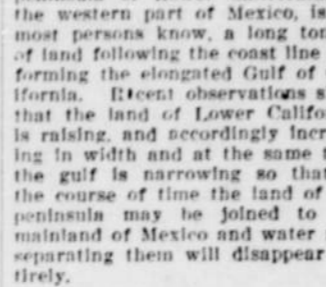 the western part of Mexico, is
most persons know, a long ton
of land following the coast line
forming the elongated Gulf of
ifornia. Recent observations s
that the land of Lower Califo
is raising, and accordingly incr
ing in width and at the same t
the gulf is narrowing so that
the course of time the land of
peninsula may be joined to
mainland of Mexico and water
separating them will disappear
tirely.